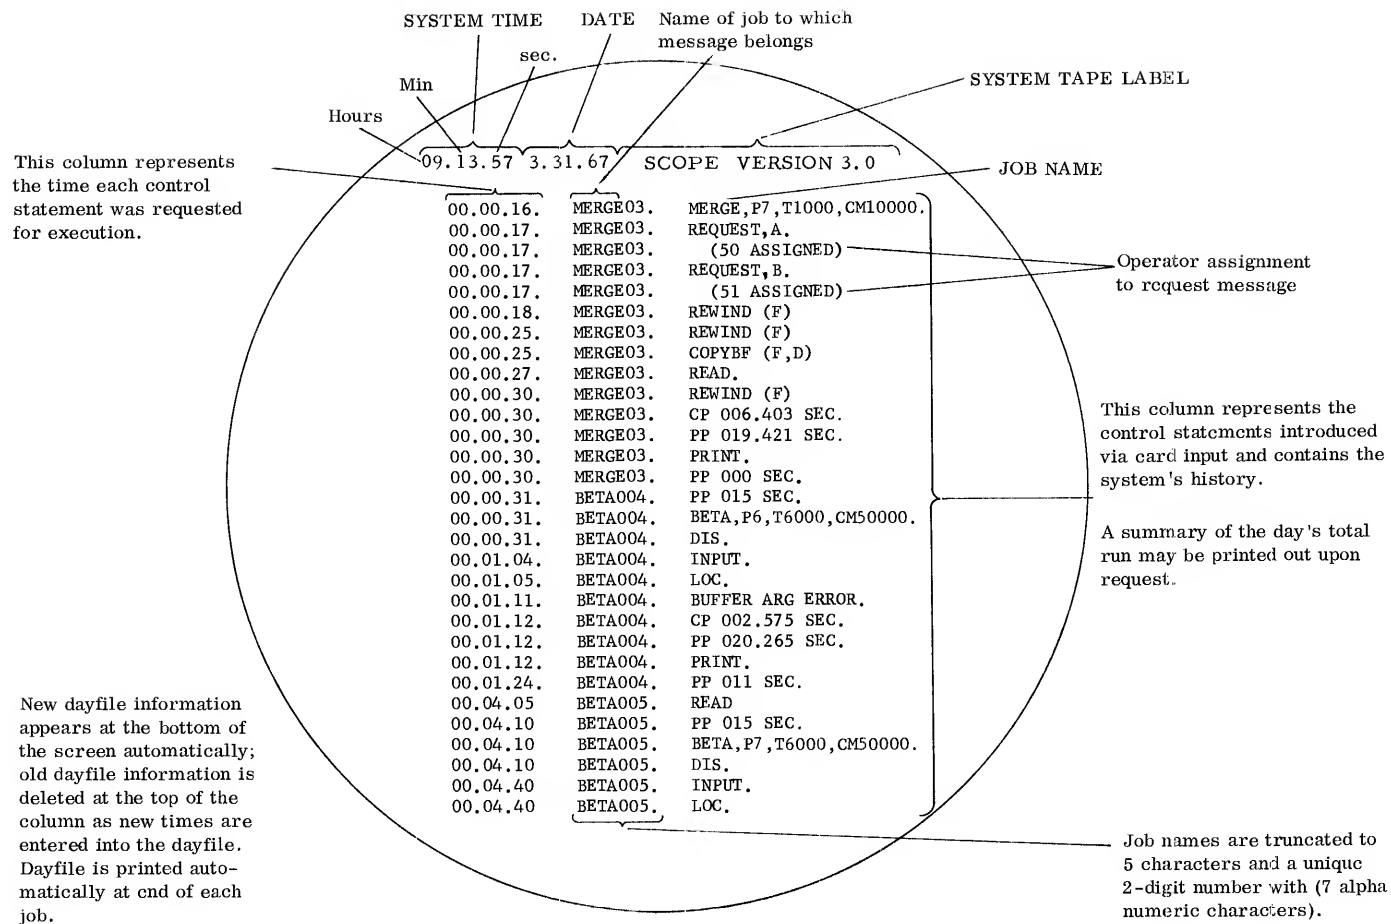 SYSTEM TIME
DATE
Name of job to which
message belongs
sec.
Min
Hours
SYSTEM TAPE LABEL
This column represents
the time each control
statement was requested
for execution.
09.13.57 3.31.67 SCOPE VERSION 3.0
JOB NAME
00.00.16. MERGE03. MERGE,P7,T1000,CM10000.
00.00.17. MERGE03. REQUEST,A.
00.00.17. MERGE03. (50 ASSIGNED)
00.00.17. MERGE03. REQUEST,B.
00.00.17. MERGE03. (51 ASSIGNED)
00.00.18. MERGE03. REWIND (F)
00.00.25. MERGE03. REWIND (F)
00.00.25. MERGE03. COPYBF (F,D)
00.00.27. MERGE03. READ.
00.00.30. MERGE03. REWIND (F)
00.00.30. MERGE03. CP 006.403 SEC.
00.00.30. MERGE03. PP 019.421 SEC.
00.00.30. MERGE03. PRINT.
00.00.30. MERGE03. PP 000 SEC.
00.00.31. BETA004. PP 015 SEC.
00.00.31. BETA004. BETA,P6,T6000,CM50000.
00.00.31. BETA004. DIS.
00.01.04. BETA004. INPUT.
00.01.05. BETA004. LOC.
00.01.11. BETA004. BUFFER ARG ERROR.
00.01.12. BETA004. CP 002.575 SEC.
00.01.12. BETA004. PP 020.265 SEC.
00.01.12. BETA004. PRINT.
00.01.24. BETA004. PP 011 SEC.
00.04.05 BETA005. READ
00.04.10 BETA005. PP 015 SEC.
00.04.10 BETA005. BETA,P7,T6000,CM50000.
00.04.10 BETA005. DIS.
00.04.40 BETA005. INPUT.
00.04.40 BETA005. LOC.
Operator assignment
to request message
This column represents the
control statements introduced
via card input and contains the
system's history.
A summary of the day's total
run may be printed out upon
request.
New dayfile information
appears at the bottom of
the screen automatically;
old dayfile information is
deleted at the top of the
column as new times are
entered into the dayfile.
Dayfile is printed auto-
matically at end of each
job.
Job names are truncated to
5 characters and a unique
2-digit number with (7 alpha
numeric characters).